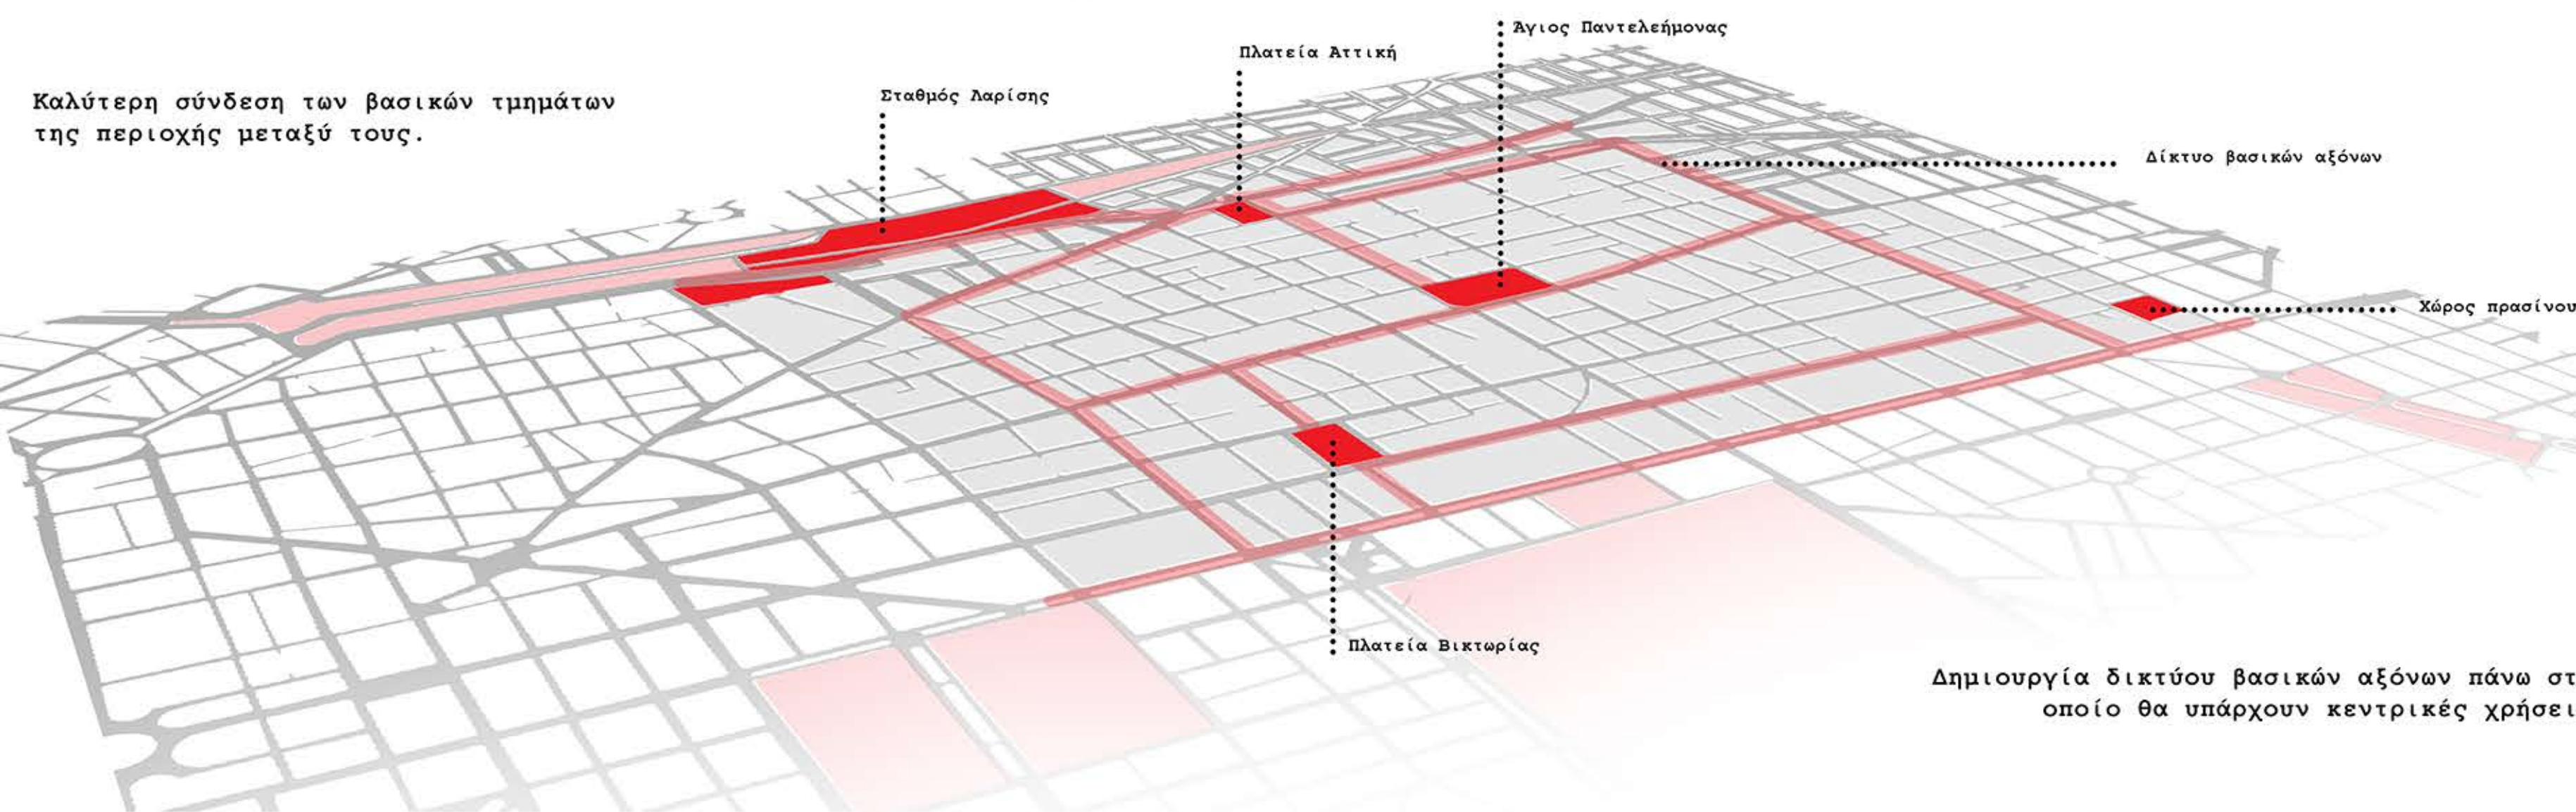 Άγιος Παντελεήμονας
Πλατεία Αττική
Σταθμός Λαρίσης
Καλύτερη σύνδεση των βασικών τμημάτων
της περιοχής μεταξύ τους.
Δίκτυο βασικών αξόνων
Χώρος πρασίνου
Πλατεία Βικτωρίας
Δημιουργία δικτύου βασικών αξόνων πάνω στ
οποίο θα υπάρχουν κεντρικές χρήσει